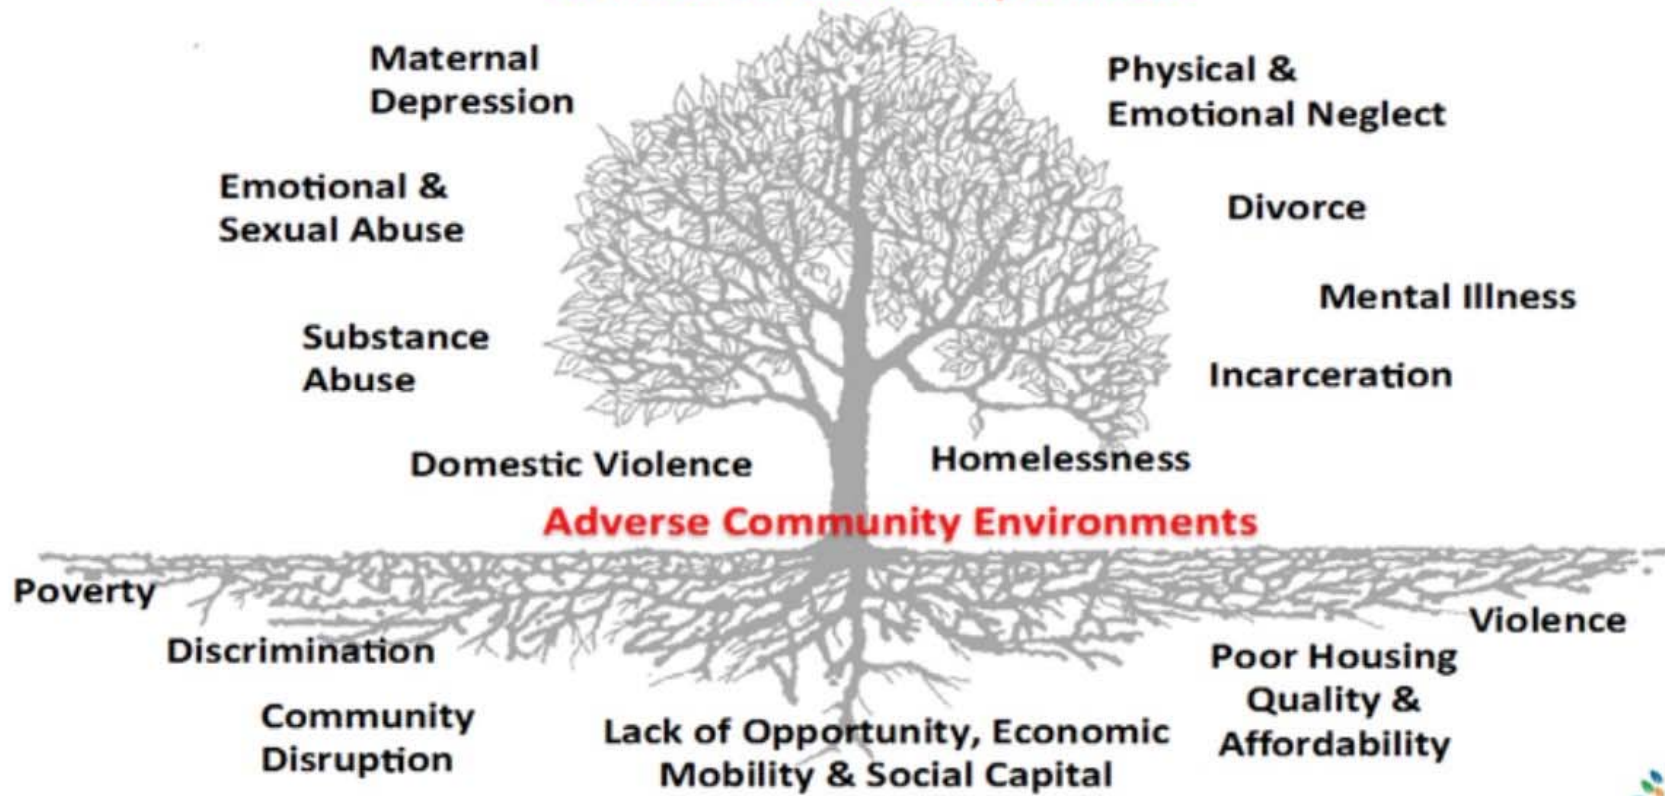 Maternal
Depression
Physical &
Emotional Neglect
Emotional &
Sexual Abuse
Divorce
Mental Illness
Substance
Abuse
Incarceration
Domestic Violence
Homelessness
Adverse Community Environments
Poverty
Violence
Discrimination
Poor Housing
Quality &
Affordability
Community
Disruption
Lack of Opportunity, Economic
Mobility & Social Capital